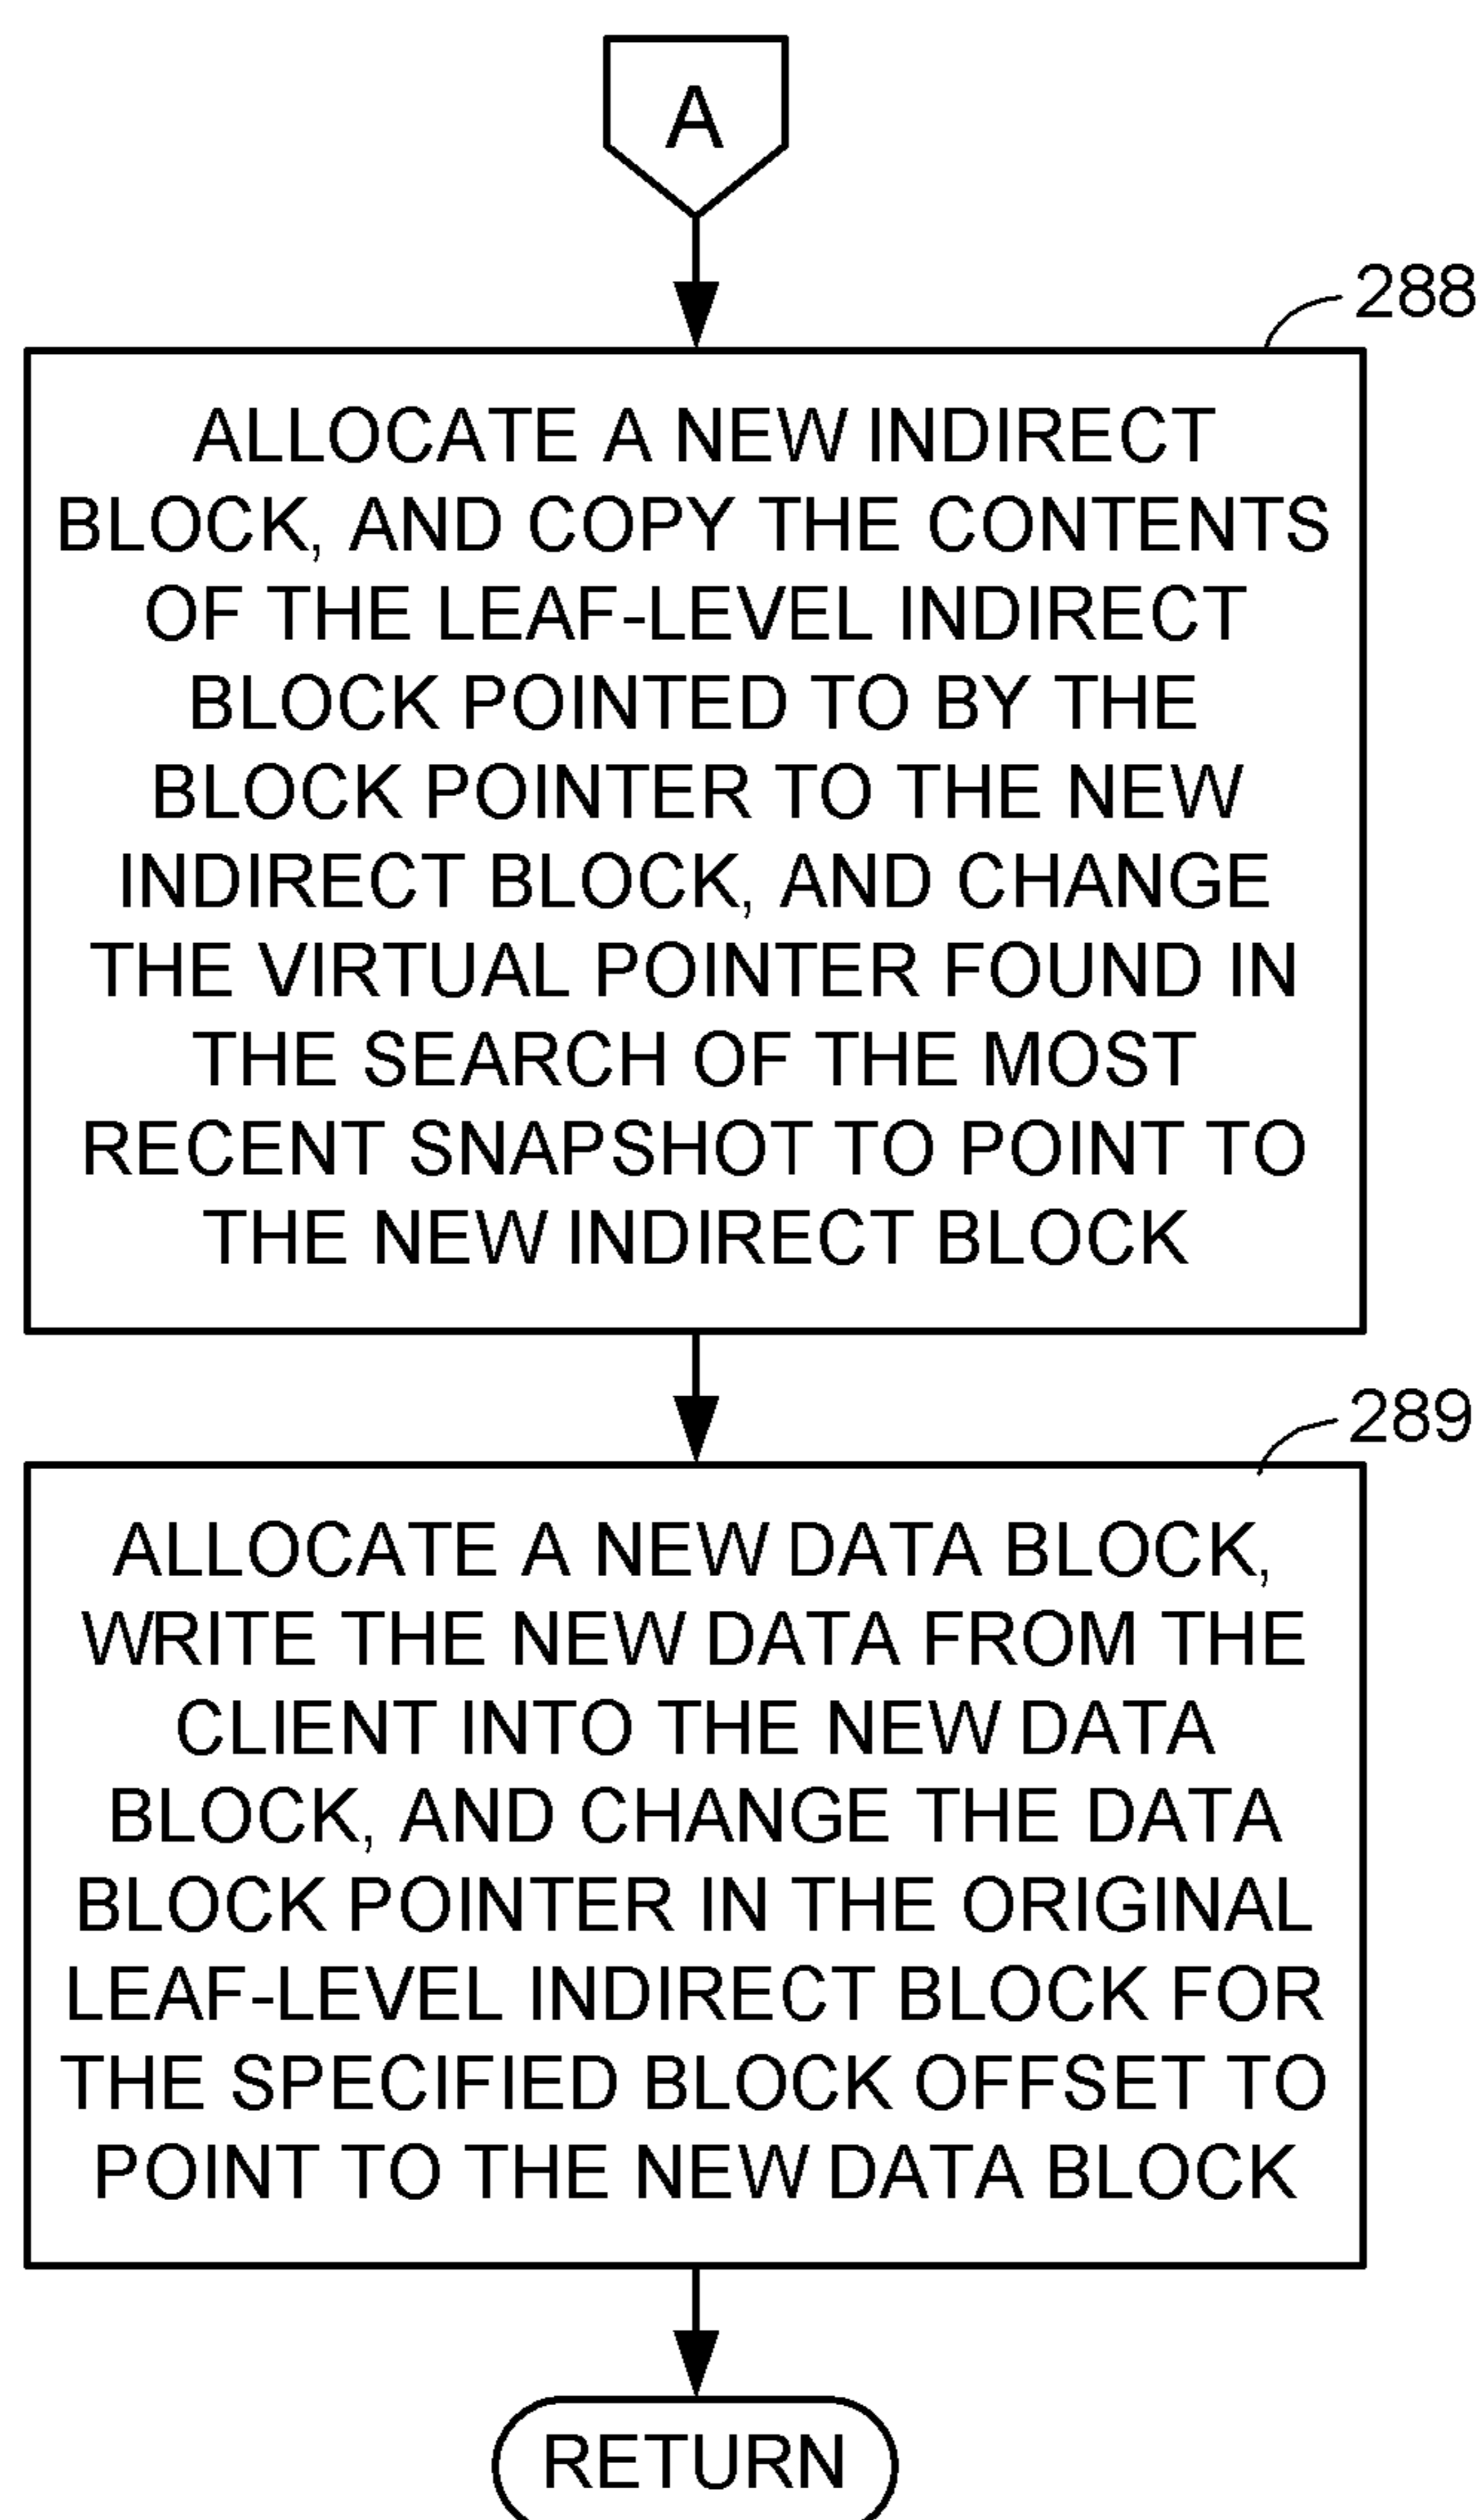 A
288
ALLOCATE A NEW INDIRECT
BLOCK, AND COPY THE CONTENTS
OF THE LEAF-LEVEL INDIRECT
BLOCK POINTED TO BY THE
BLOCK POINTER TO THE NEW
INDIRECT BLOCK, AND CHANGE
THE VIRTUAL POINTER FOUND IN
THE SEARCH OF THE MOST
RECENT SNAPSHOT TO POINT TO
THE NEW INDIRECT BLOCK
289
ALLOCATE A NEW DATA BLOCK,
WRITE THE NEW DATA FROM THE
CLIENT INTO THE NEW DATA
BLOCK, AND CHANGE THE DATA
BLOCK POINTER IN THE ORIGINAL
LEAF-LEVEL INDIRECT BLOCK FOR
THE SPECIFIED BLOCK OFFSET TO
POINT TO THE NEW DATA BLOCK
RETURN